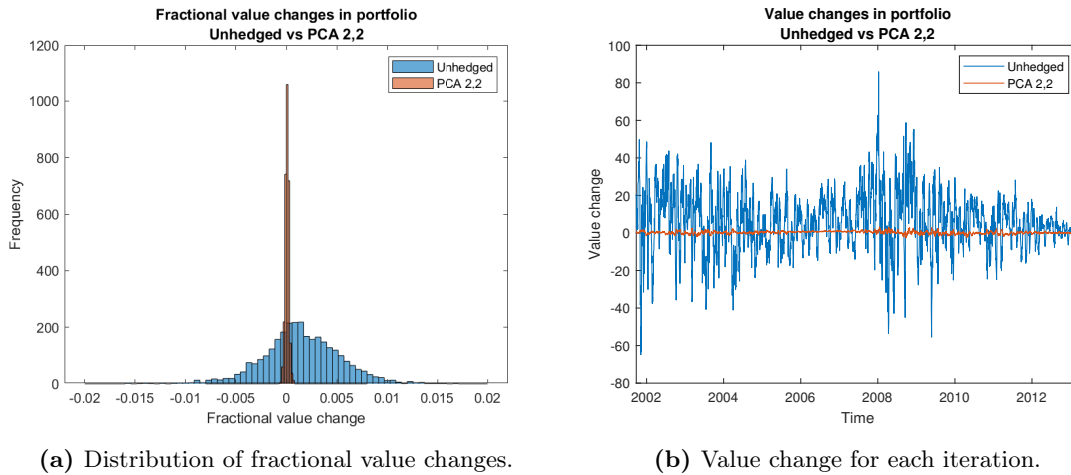 Fractional value changes in portfolio
Unhedged vs PCA 2,2
1200
1000
800
600
400
200
0
Frequency
Unhedged
PCA 2,2
-0.02
-0.015
-0.01
-0.005
0
0.005
0.01
0.015
0.02
Fractional value change
(a) Distribution of fractional value changes.
Value changes in portfolio
Unhedged vs PCA 2,2
100
80
60
40
20
0
-20
-40
-60
-80
Value change
Unhedged
PCA 2,2
2002
2004
2006
2008
2010
2012
Time
(b) Value change for each iteration.